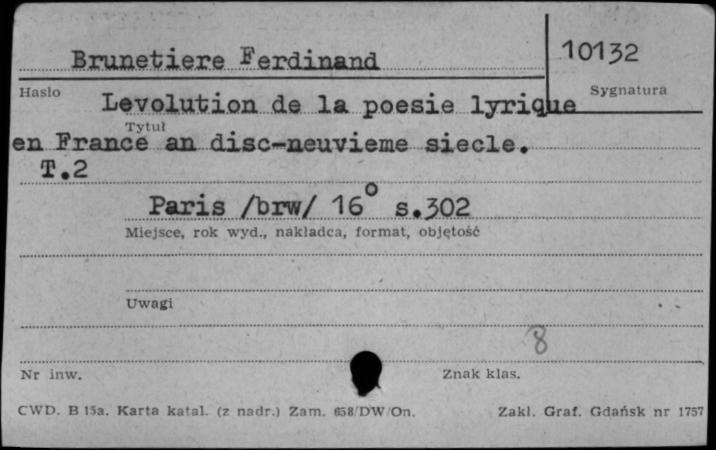 Brunetiere Ferdinand
10132
Hasło
Sygnatura
Levolution de la poesie lyrique
Tytuł
en France an disc-neuvieme siecle.
T.2
Paris /brw/ 16° s.302
Miejsce, rok wyd., nakładca, format, objętość
Uwagi
8
Nr inw.
Znak klas.
CWD. B 15a. Karta katal. (z nadr.) Zam. 658/DW/On.
Zakł. Graf. Gdańsk nr 1757